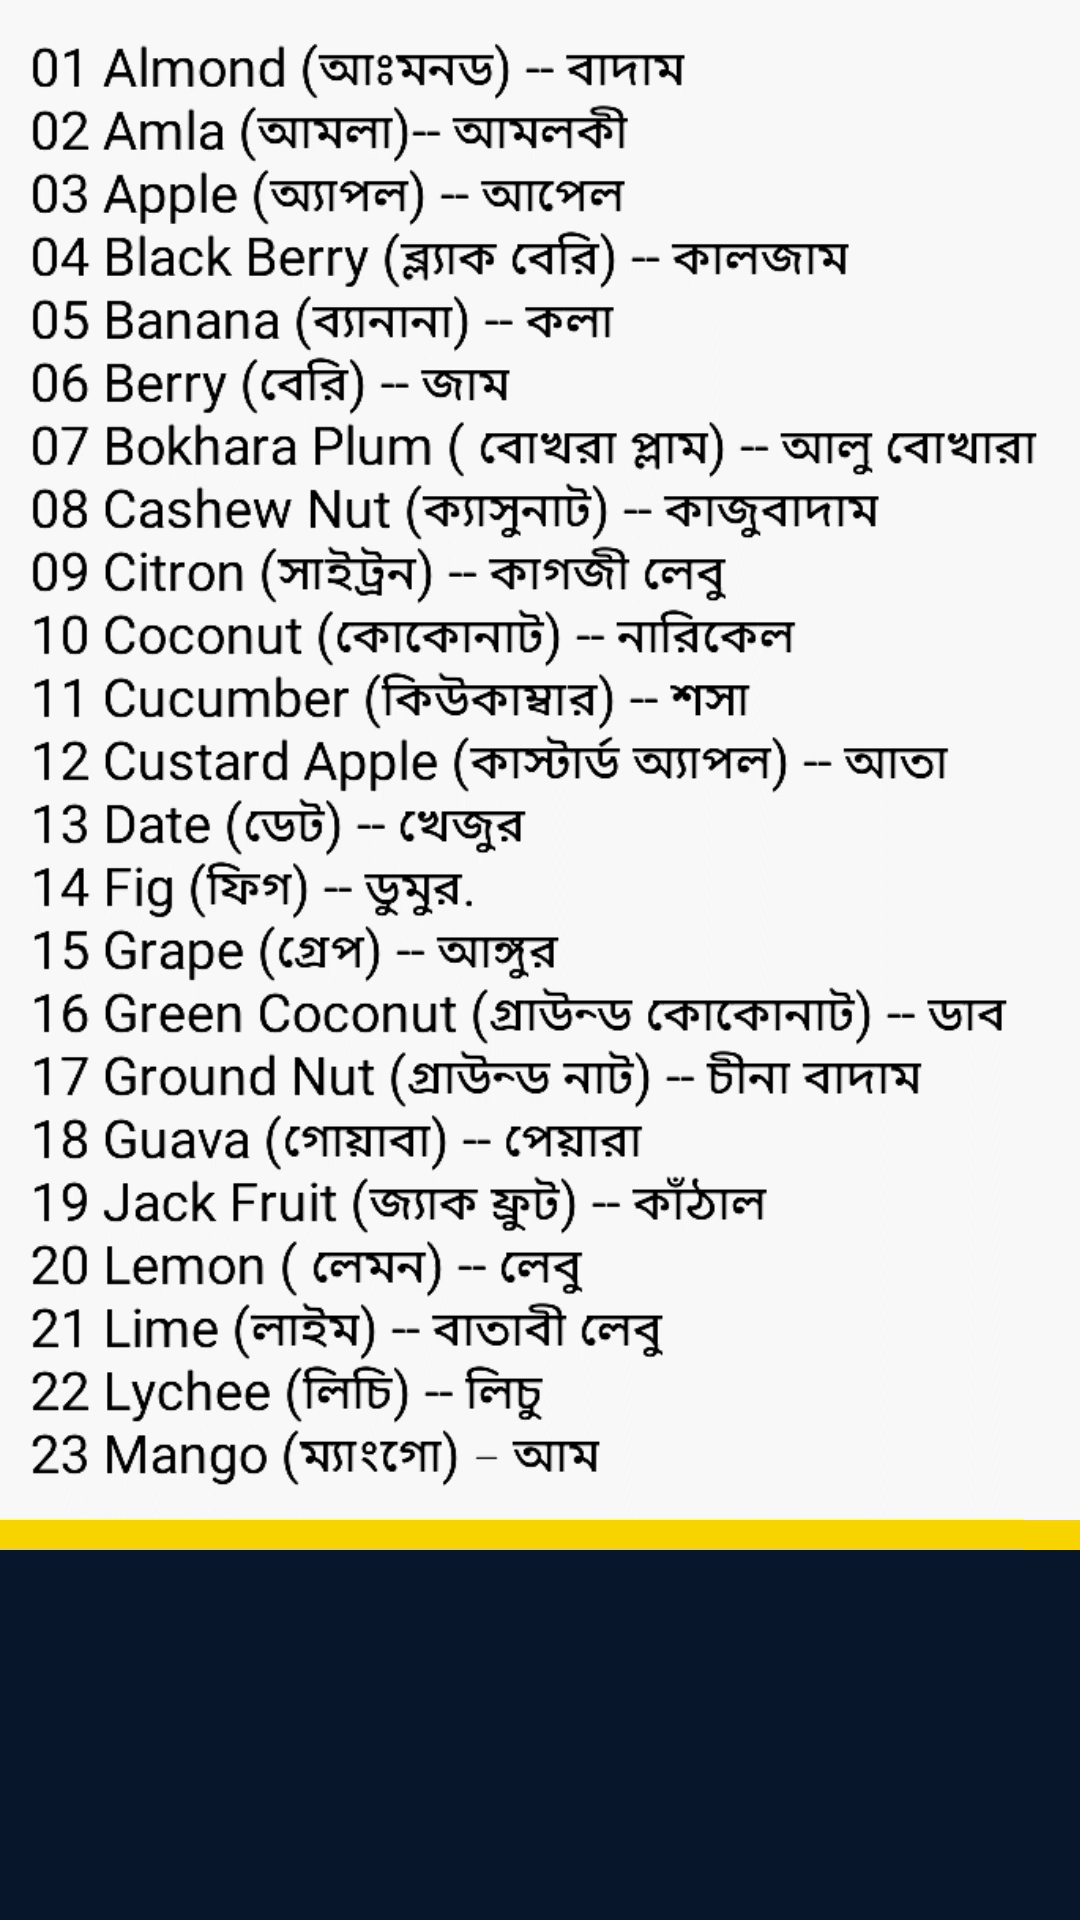 01 Almond (আঃমনড) -- বাদাম
02 Amla (আমলা)-- আমলকী
03 Apple (অ্যাপল) -- আপেল
04 Black Berry (ব্ল্যাক বেরি) -- কালজাম
05 Banana (ব্যানানা) -- কলা
06 Berry (বেরি) -- জাম
07 Bokhara Plum ( বোখরা প্লাম) -- আলু বোখারা
08 Cashew Nut (ক্যাসুনাট) -- কাজুবাদাম
09 Citron (সাইট্রন) -- কাগজী লেবু
10 Coconut (কোকোনাট) -- নারিকেল
11 Cucumber (কিউকাম্বার) -- শসা
12 Custard Apple (কাস্টার্ড অ্যাপল) -- আতা
13 Date (ডেট) -- খেজুর
14 Fig (ফিগ) -- ডুমুর.
15 Grape (গ্রেপ) -- আঙ্গুর
16 Green Coconut (গ্রাউন্ড কোকোনাট) -- ডাব
17 Ground Nut (গ্রাউন্ড নাট) -- চীনা বাদাম
18 Guava (গোয়াবা) -- পেয়ারা
19 Jack Fruit (জ্যাক ফ্রুট) -- কাঁঠাল
20 Lemon ( লেমন) -- লেবু
21 Lime (লাইম) -- বাতাবী লেবু
22 Lychee (লিচি) -- লিচু
23 Mango (ম্যাংগো) – আম